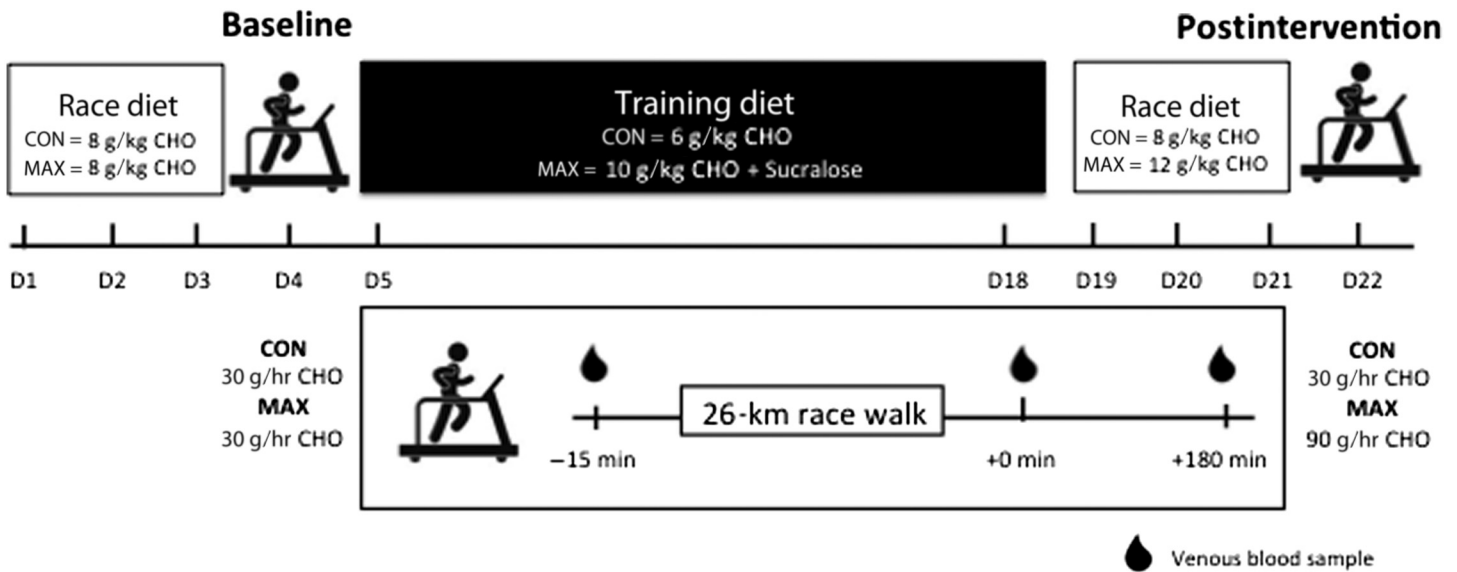 Baseline
Postintervention
Race diet
CON = 8 g/kg CHO
MAX = 8 g/kg CHO
Training diet
CON = 6 g/kg CHO
MAX = 10 g/kg CHO + Sucralose
Race diet
CON = 8 g/kg CHO
MAX = 12 g/kg CHO
D1 D2 D3 D4 D5 D18 D19 D20 D21 D22
CON
30 g/hr CHO
MAX
30 g/hr CHO
26-km race walk
−15 min +0 min +180 min
CON
30 g/hr CHO
MAX
90 g/hr CHO
Venous blood sample